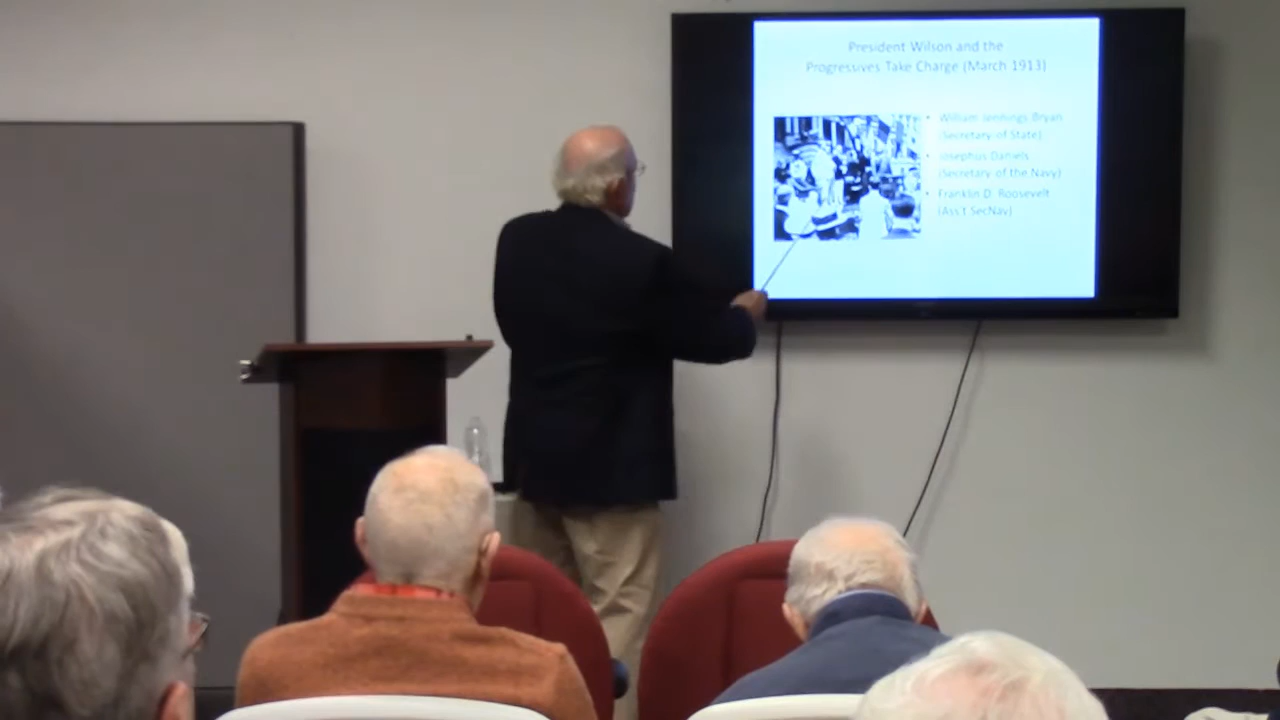 President Wilson and the
Progressives Take Charge (March 1913)
• William Jennings Bryan
(Secretary of State)
• Josephus Daniels
(Secretary of the Navy)
• Franklin D. Roosevelt
(Ass't SecNav)